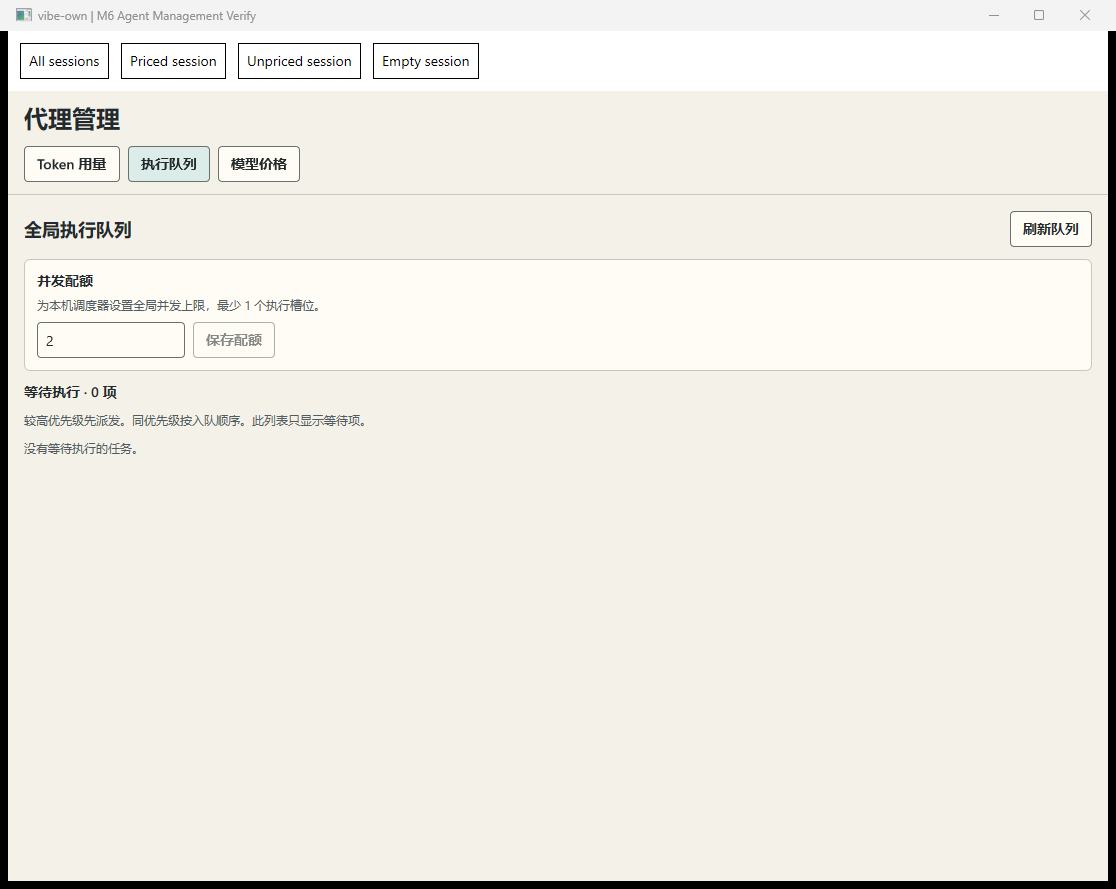 vibe-own | M6 Agent Management Verify
All sessions Priced session Unpriced session Empty session
代理管理
Token 用量 执行队列 模型价格
全局执行队列 刷新队列
并发配额
为本机调度器设置全局并发上限，最少 1 个执行槽位。
2 保存配额
等待执行 · 0 项
较高优先级先派发。同优先级按入队顺序。此列表只显示等待项。
没有等待执行的任务。